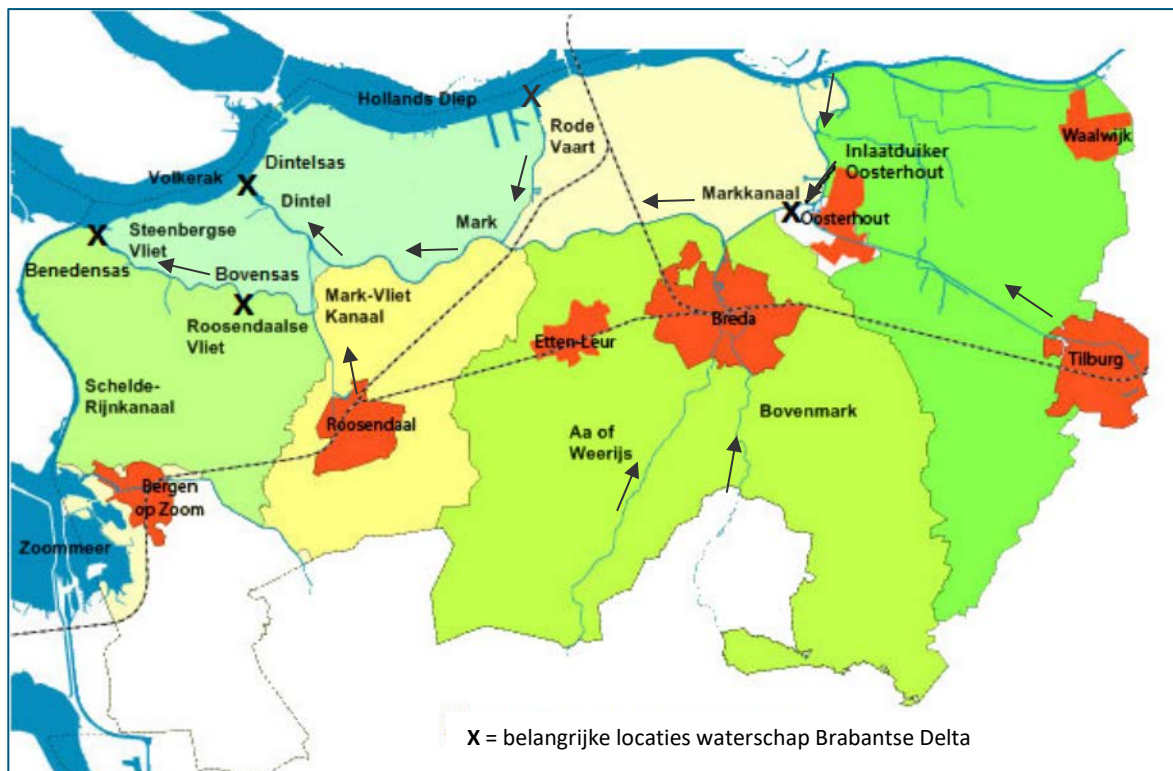 Hollands Diep
X
Rode
Vaart
Waalwijk
Volkerak
Dintelsas
X
Inlaatduiker
Oosterhout
Dintel
Mark
Markkanaal
X
Oosterhout
X
Steenbergse
Vliet
Benedensas
Bovensas
X
Roosendaalse
Vliet
Mark-Vliet
Kanaal
Etten-Leur
Breda
Tilburg
Schelde-
Rijnkanaal
Roosendaal
Aa of
Weerijs
Bovenmark
Bergen
op Zoom
Zoommeer
X = belangrijke locaties waterschap Brabantse Delta